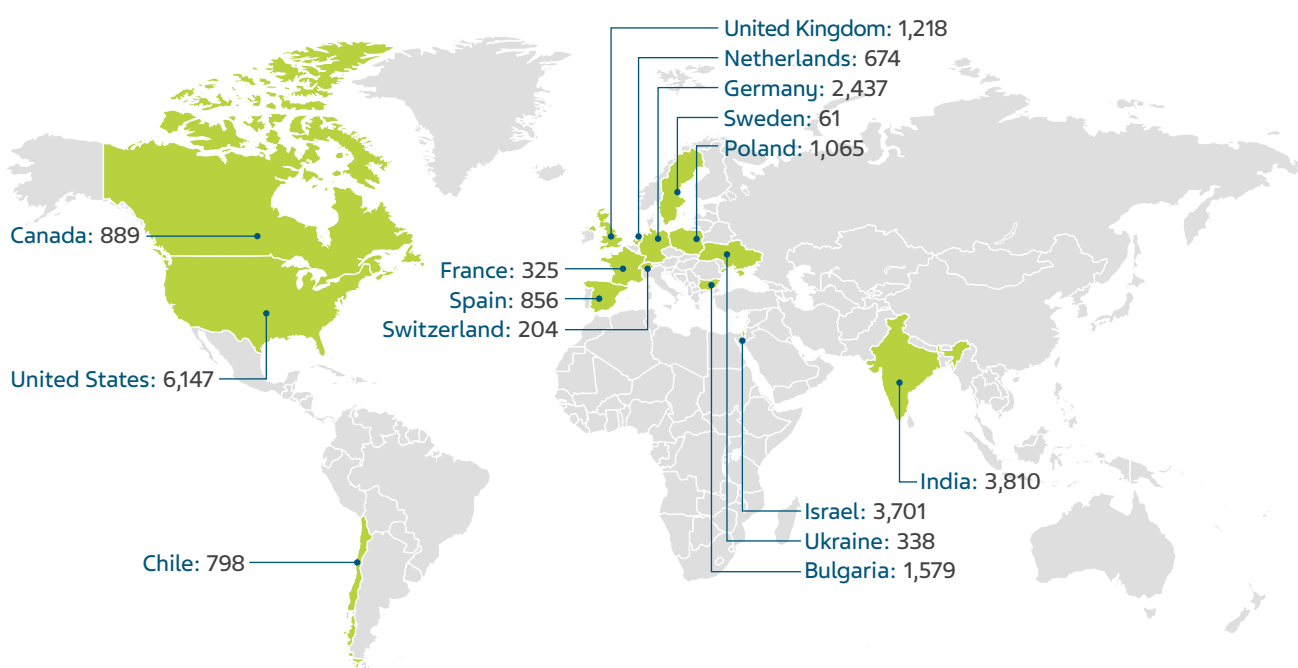 United Kingdom: 1,218
Netherlands: 674
Germany: 2,437
Sweden: 61
Poland: 1,065
Canada: 889
France: 325
Spain: 856
Switzerland: 204
United States: 6,147
India: 3,810
Israel: 3,701
Ukraine: 338
Chile: 798
Bulgaria: 1,579